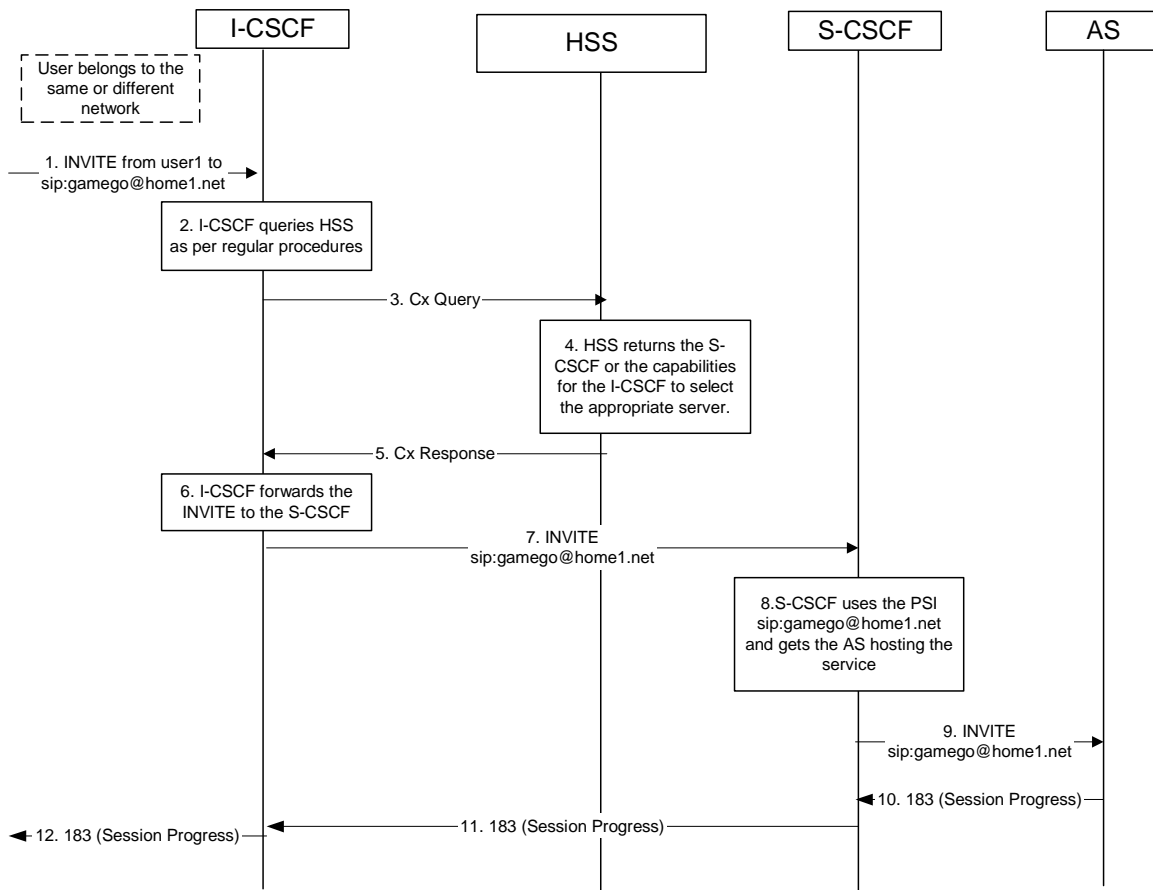 I-CSCF
HSS
S-CSCF
AS
User belongs to the
same or different
network
1. INVITE from user1 to
sip:gamego@home1.net
2. I-CSCF queries HSS
as per regular procedures
3. Cx Query
4. HSS returns the S-
CSCF or the capabilities
for the I-CSCF to select
the appropriate server.
5. Cx Response
6. I-CSCF forwards the
INVITE to the S-CSCF
7. INVITE
sip:gamego@home1.net
8.S-CSCF uses the PSI
sip:gamego@home1.net
and gets the AS hosting the
service
9. INVITE
sip:gamego@home1.net
10. 183 (Session Progress)
11. 183 (Session Progress)
12. 183 (Session Progress)